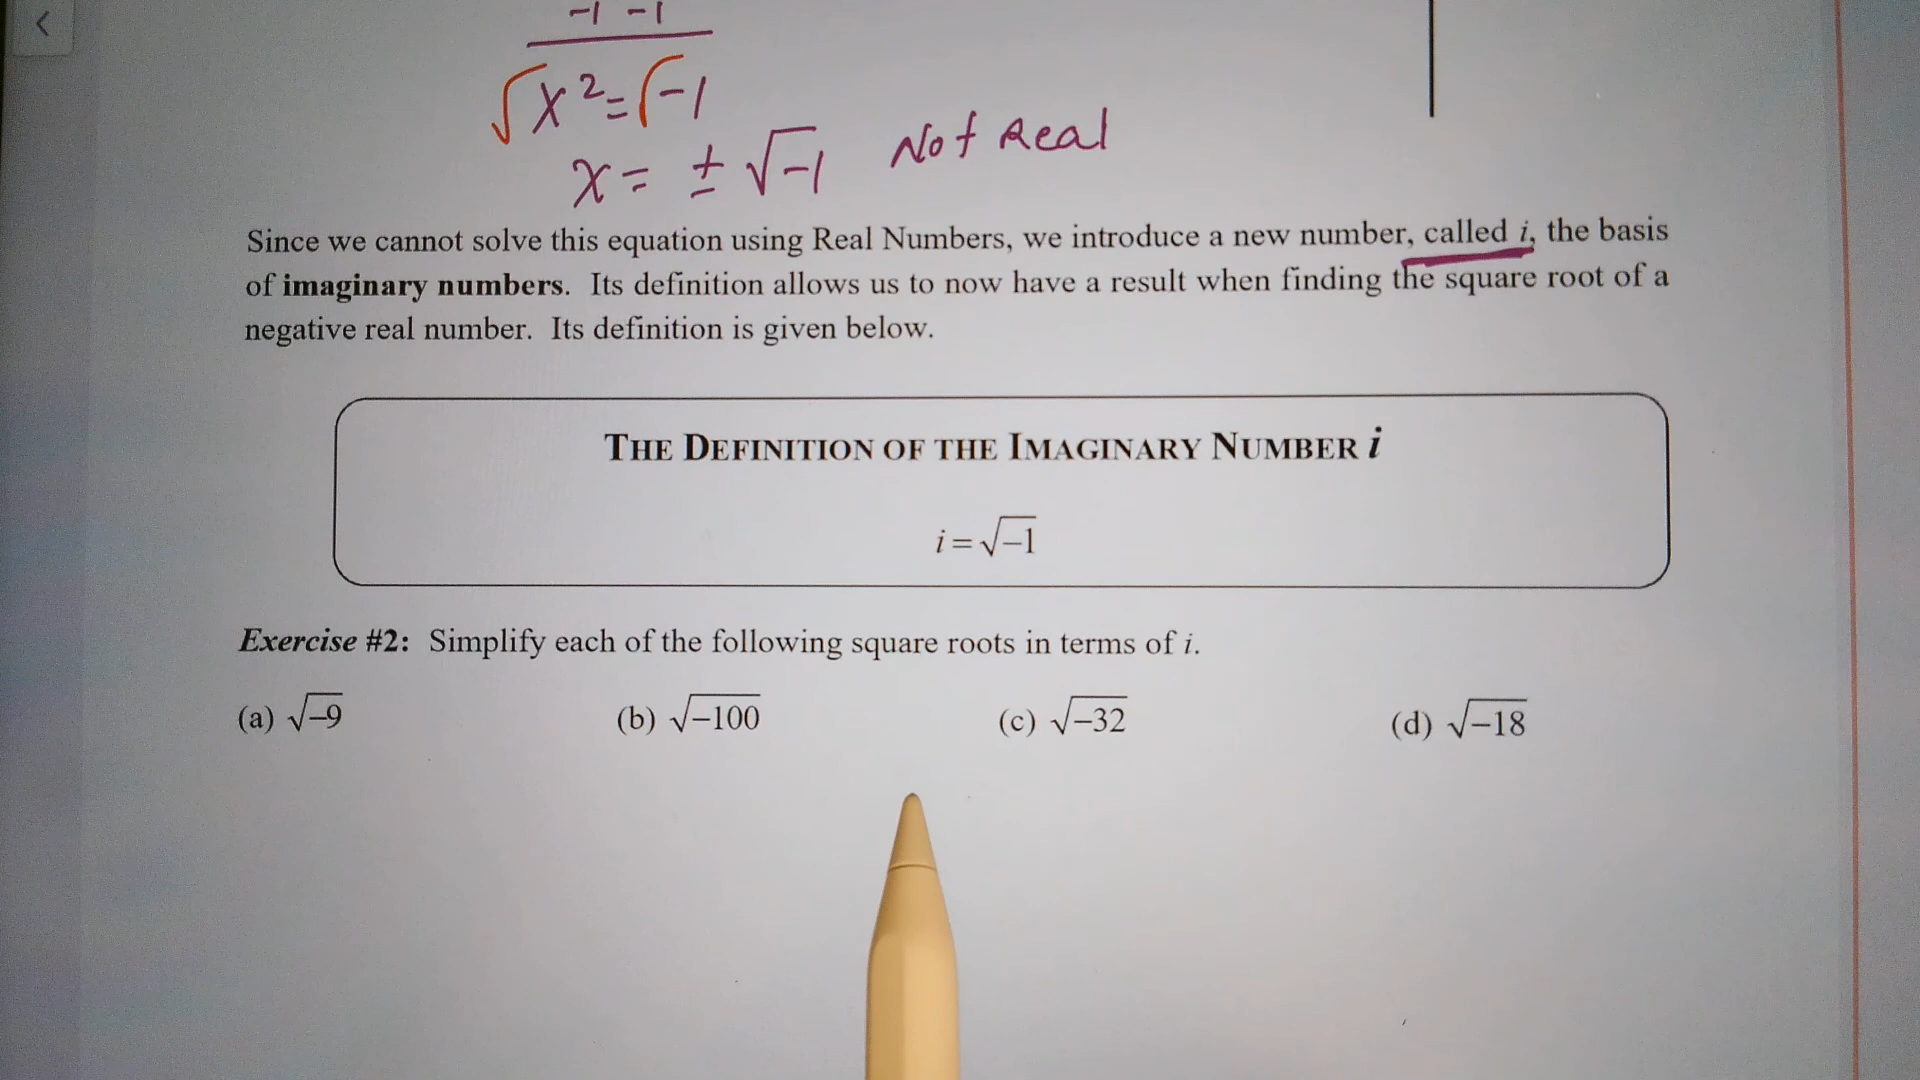 -1 -1
√x² = √-1
x = ± √-1 Not Real
Since we cannot solve this equation using Real Numbers, we introduce a new number, called i, the basis
of imaginary numbers. Its definition allows us to now have a result when finding the square root of a
negative real number. Its definition is given below.
THE DEFINITION OF THE IMAGINARY NUMBER i
i = √-1
Exercise #2: Simplify each of the following square roots in terms of i.
(a) √-9 (b) √-100 (c) √-32 (d) √-18